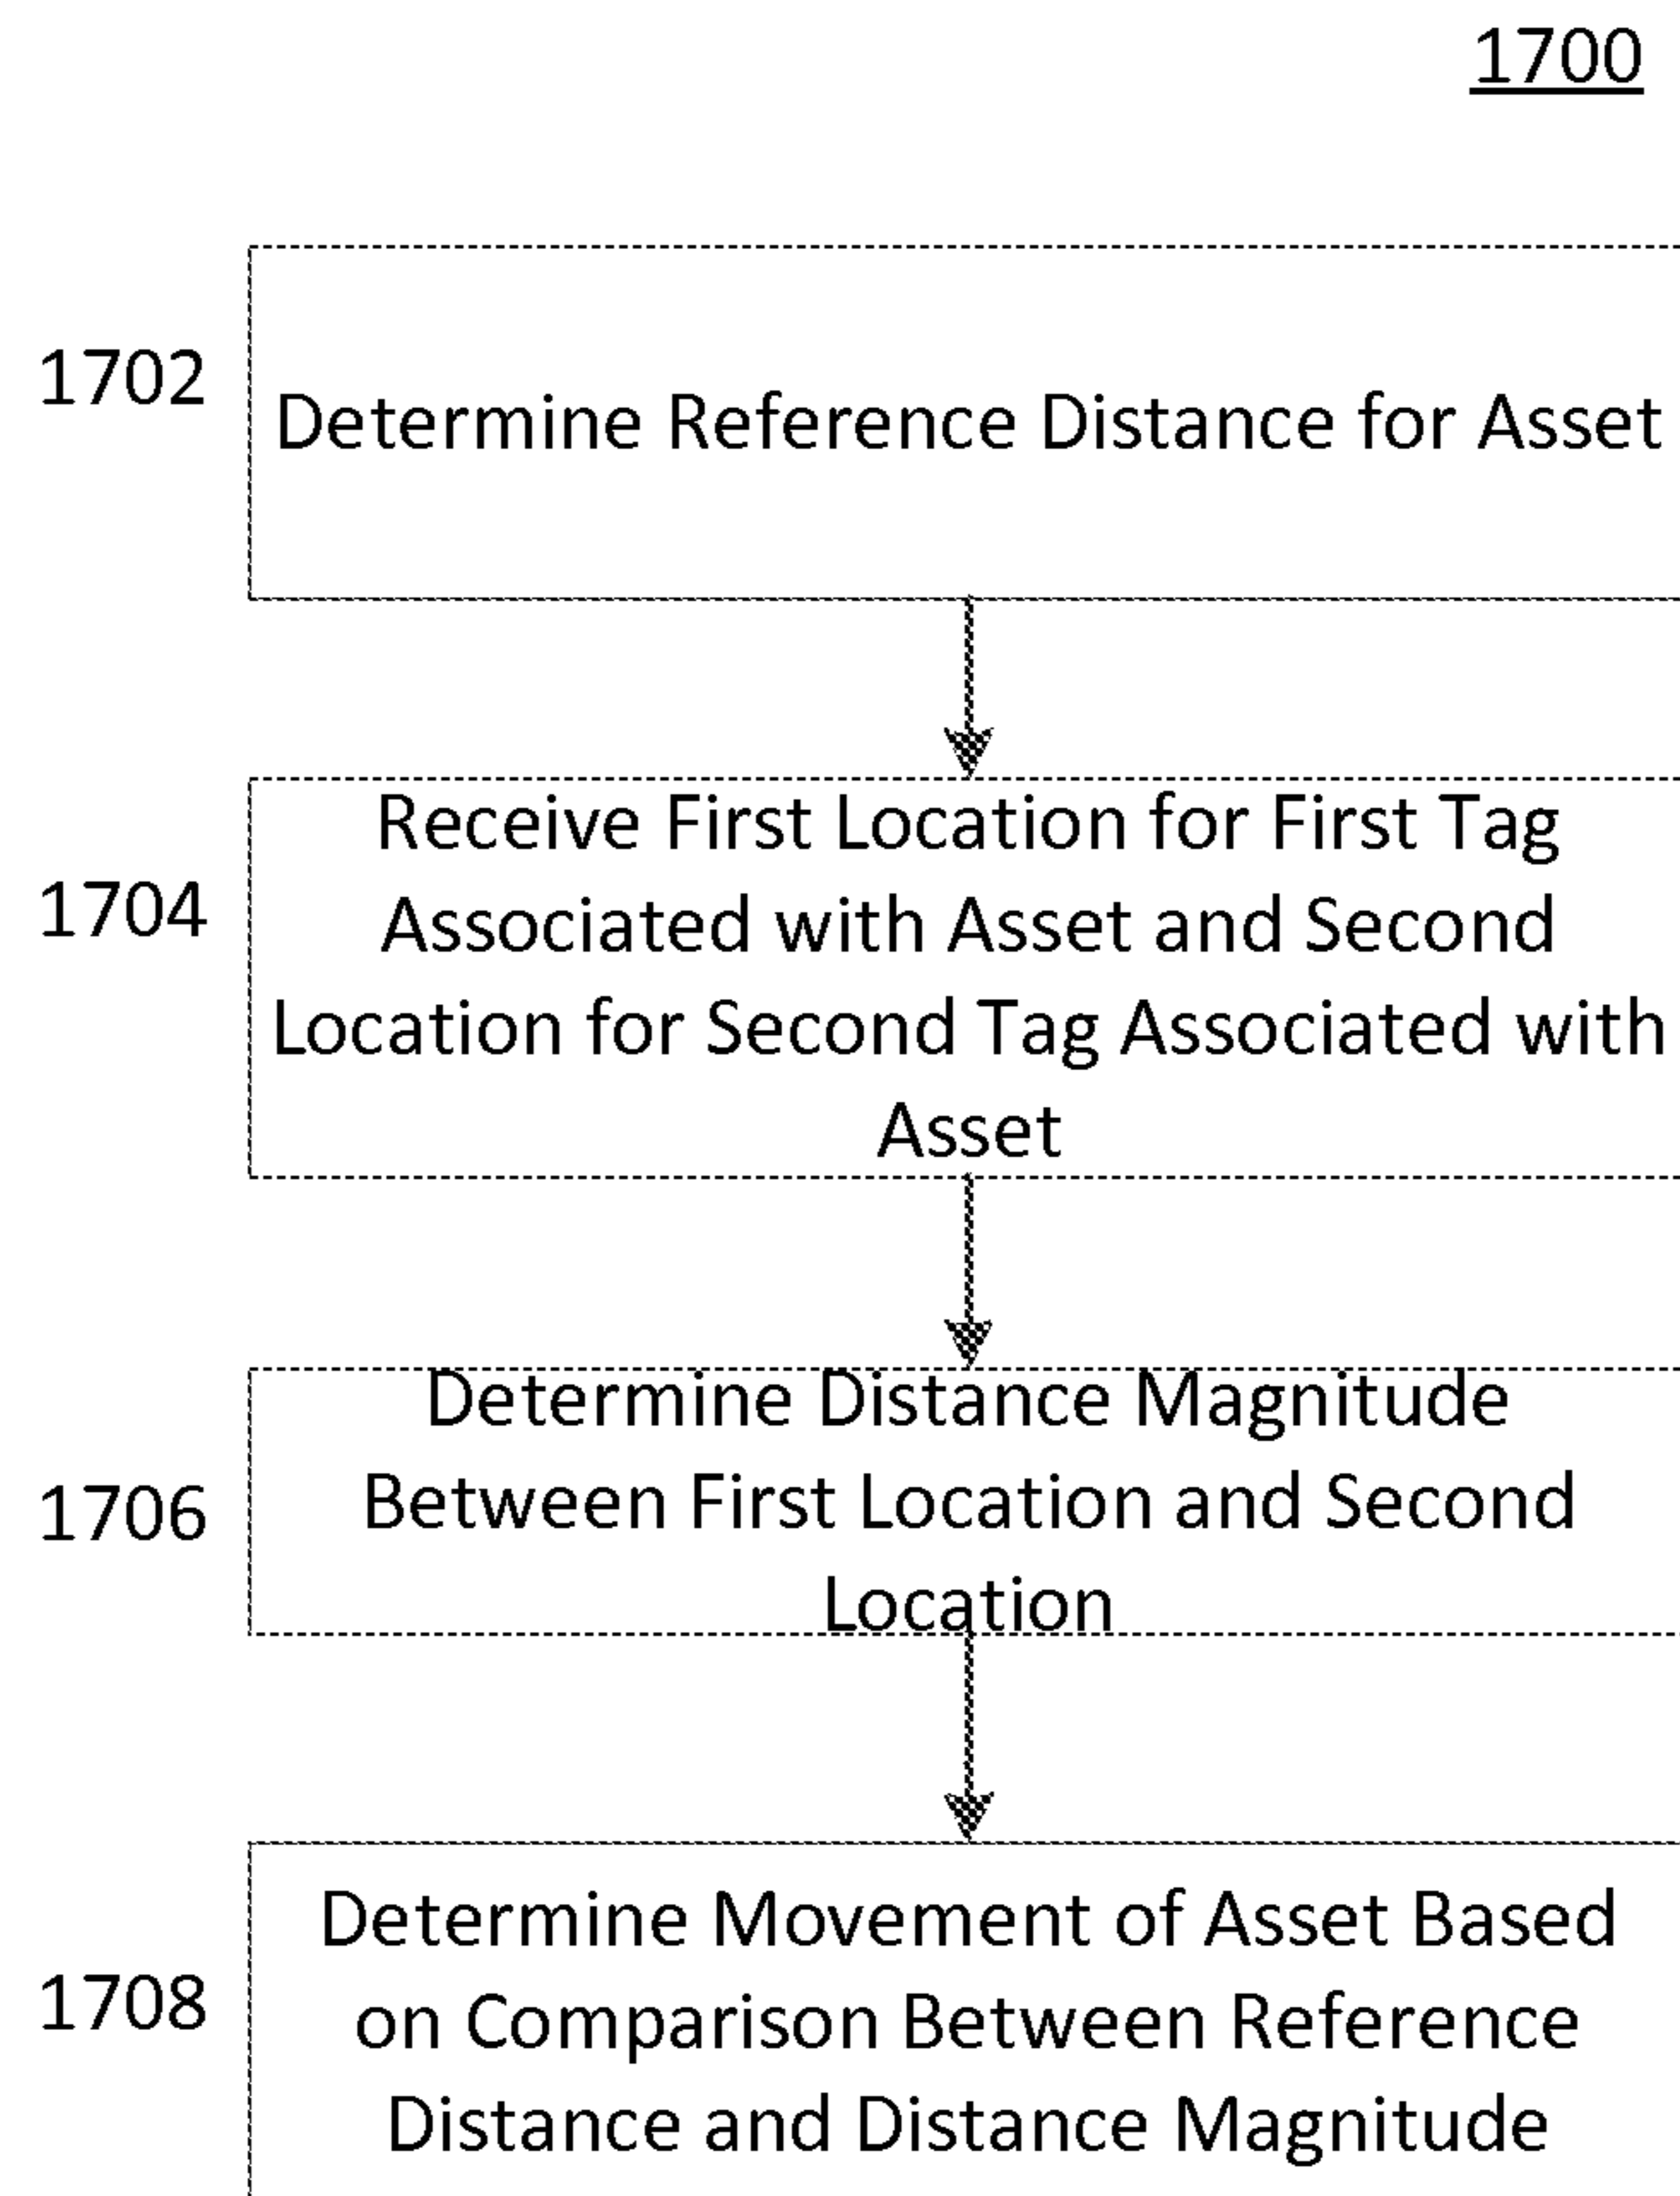 1700
1702
Determine Reference Distance for Asset
1704
Receive First Location for First Tag
Associated with Asset and Second
Location for Second Tag Associated with
Asset
1706
Determine Distance Magnitude
Between First Location and Second
Location
1708
Determine Movement of Asset Based
on Comparison Between Reference
Distance and Distance Magnitude